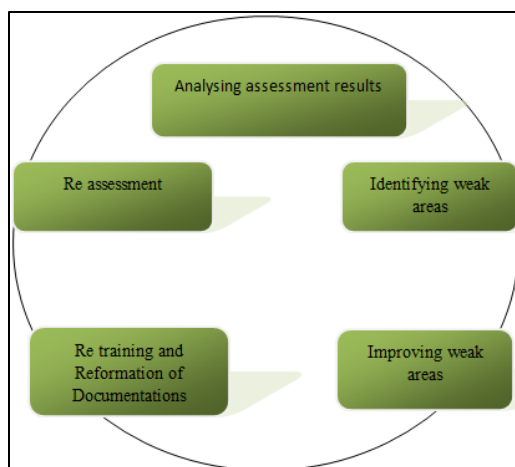 Analysing assessment results
Re assessment
Identifying weak
areas
Re training and
Reformation of
Documentations
Improving weak
areas